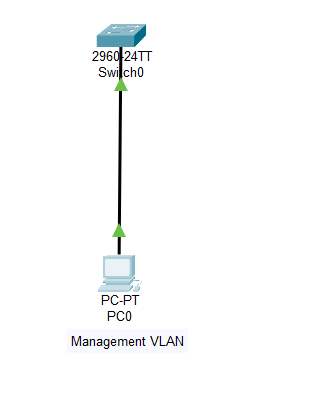 2960-24TT
Switch0
PC-PT
PC0
Management VLAN